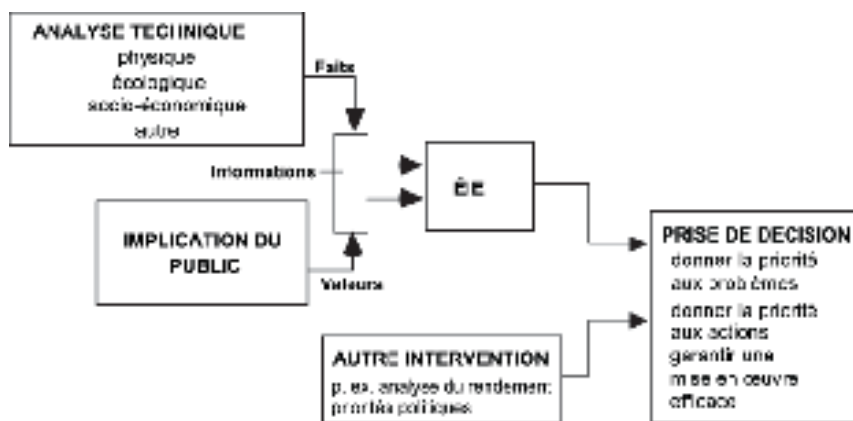 ANALYSE TECHNIQUE
physique
écologique
socio-économique
autre
Faits
Informations
ÉE
IMPLICATION DU
PUBLIC
Valeurs
PRISE DE DECISION
donner la priorité
aux problèmes
donner la priorité
aux actions
garantir une
mise en œuvre
efficace
AUTRE INTERVENTION
p. ex. analyse du rendement
priorités politiques